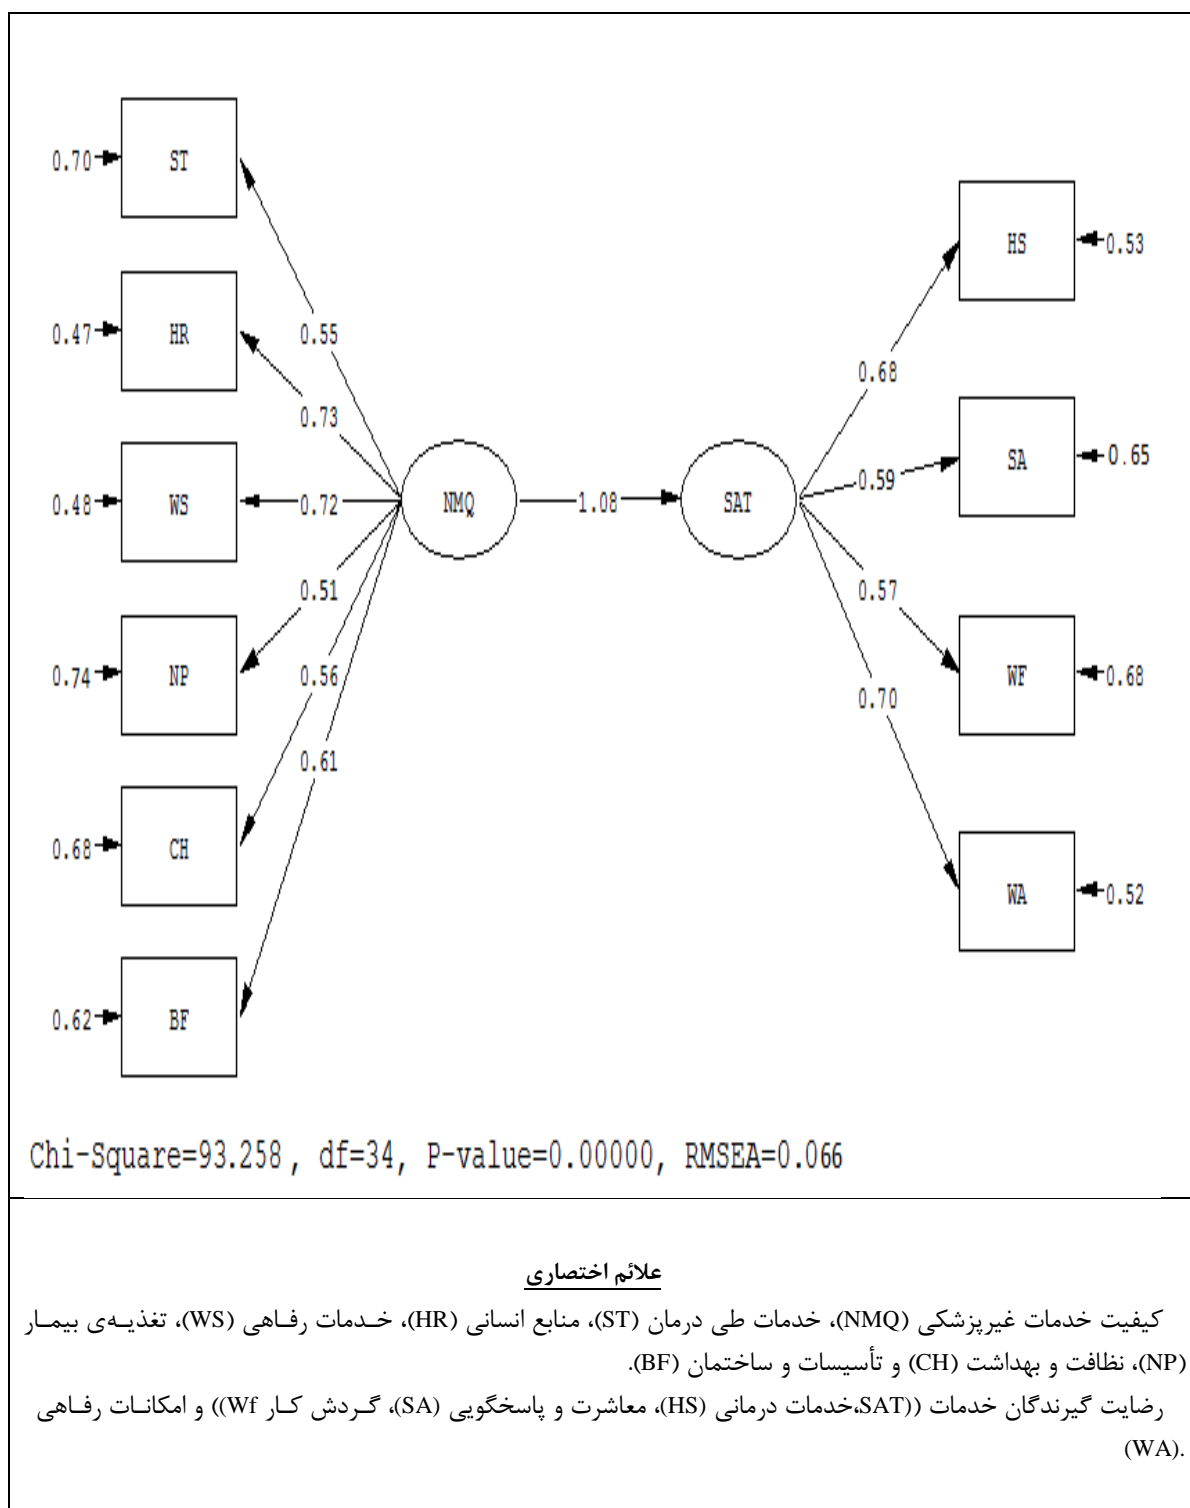 0.70
ST
HS
0.53
0.47
HR
0.55
0.68
0.73
SA
0.65
0.59
0.48
WS
0.72
NMQ
1.08
SAT
0.51
0.57
0.74
NP
0.56
WF
0.68
0.70
0.61
0.68
CH
WA
0.52
0.62
BF
Chi-Square=93.258, df=34, P-value=0.00000, RMSEA=0.066
علائم اختصاری
کیفیت خدمات غیرپزشکی (NMQ)، خدمات طی درمان (ST)، منابع انسانی (HR)، خـدمات رفـاهی (WS)، تغذیـه‌ی بیمـار
(NP)، نظافت و بهداشت (CH) و تأسیسات و ساختمان (BF).
رضایت گیرندگان خدمات ((SAT،خدمات درمانی (HS)، معاشرت و پاسخگویی (SA)، گـردش کـار Wf)) و امکانـات رفـاهی
(WA).